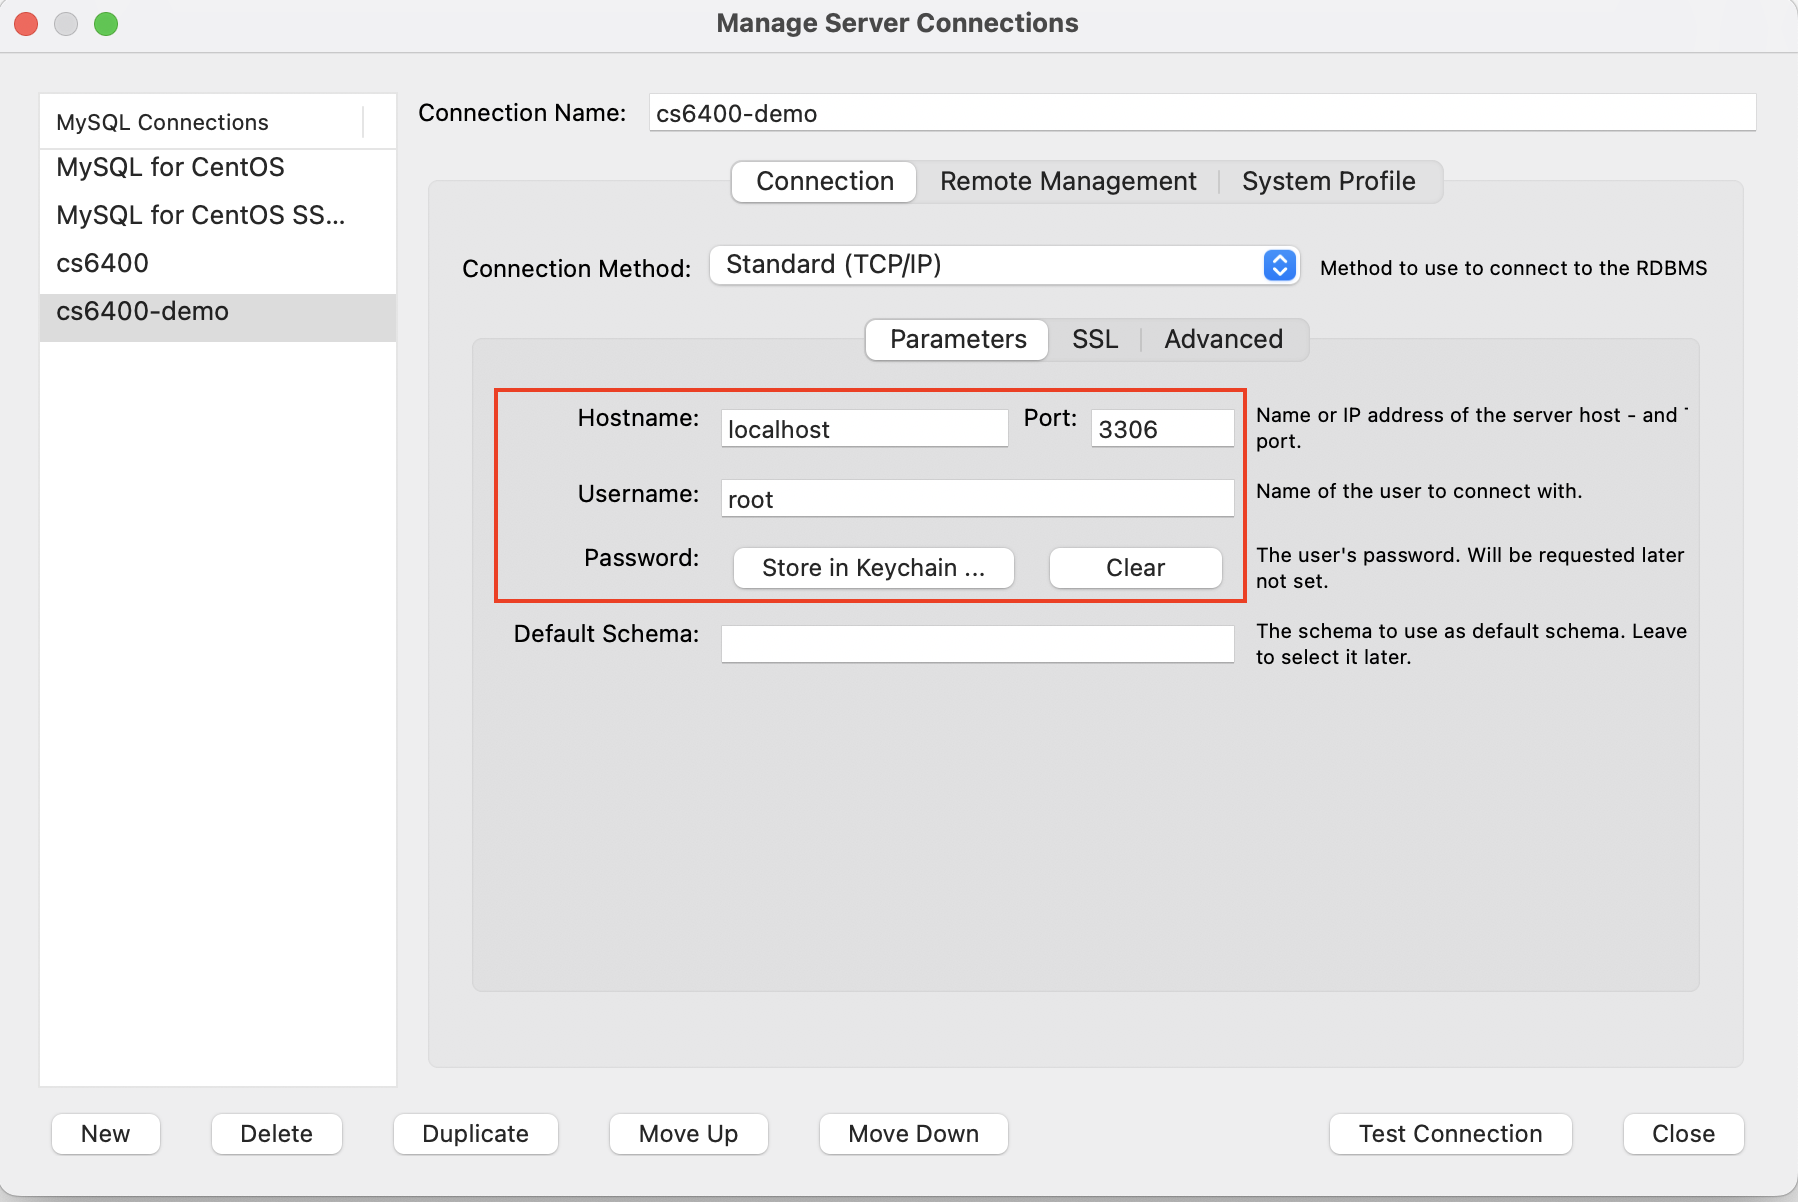 Manage Server Connections
MySQL Connections
MySQL for CentOS
MySQL for CentOS SS...
cs6400
cs6400-demo
Connection Name: cs6400-demo
Connection Remote Management System Profile
Connection Method: Standard (TCP/IP) Method to use to connect to the RDBMS
Parameters SSL Advanced
Hostname: localhost Port: 3306 Name or IP address of the server host - and
port.
Username: root Name of the user to connect with.
Password: Store in Keychain ... Clear The user's password. Will be requested later
not set.
Default Schema: The schema to use as default schema. Leave
to select it later.
New Delete Duplicate Move Up Move Down Test Connection Close